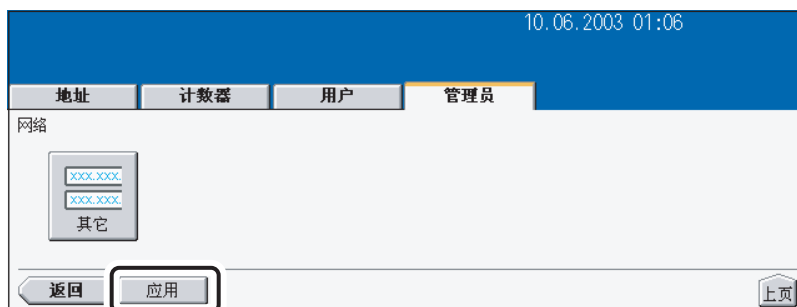 10.06.2003 01:06
地址 计数器 用户 管理员
网络
XXX.XXX.
XXX.XXX.
其它
返回 应用 上页